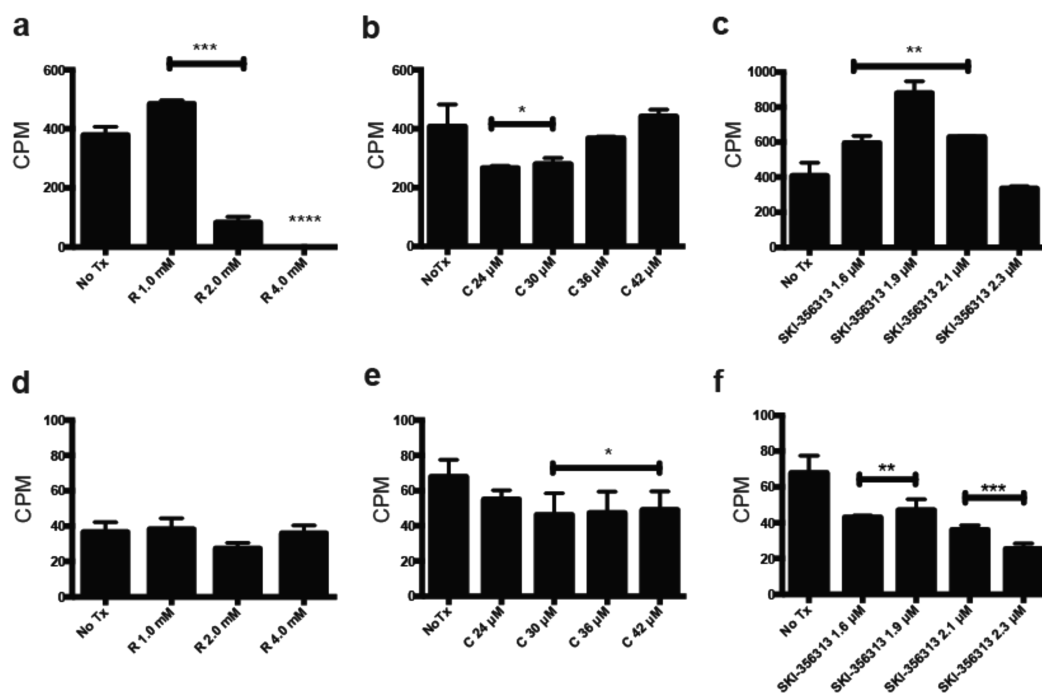 a
***
600
400
200
0
CPM
****
No Tx
R 1.0 mM
R 2.0 mM
R 4.0 mM
b
*
600
400
200
0
CPM
NoTx
C 24 µM
C 30 µM
C 36 µM
C 42 µM
c
**
1000
800
600
400
200
0
CPM
No Tx
SKI-356313 1.6 µM
SKI-356313 1.9 µM
SKI-356313 2.1 µM
SKI-356313 2.3 µM
d
100
80
60
40
20
0
CPM
No Tx
R 1.0 mM
R 2.0 mM
R 4.0 mM
e
*
100
80
60
40
20
0
CPM
NoTx
C 24 µM
C 30 µM
C 36 µM
C 42 µM
f
**
***
100
80
60
40
20
0
CPM
No Tx
SKI-356313 1.6 µM
SKI-356313 1.9 µM
SKI-356313 2.1 µM
SKI-356313 2.3 µM